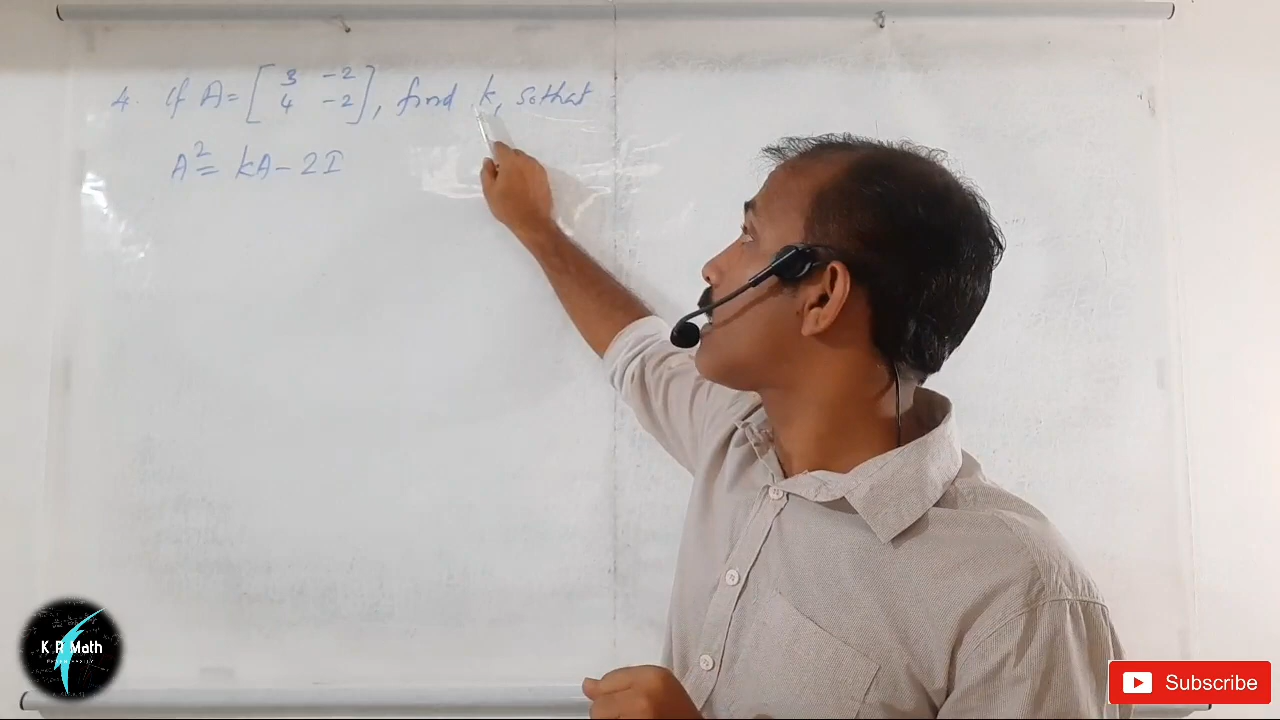 4. If A = [ 3 -2
4 -2 ], find k, so that
A² = kA - 2I
K R Math
Subscribe